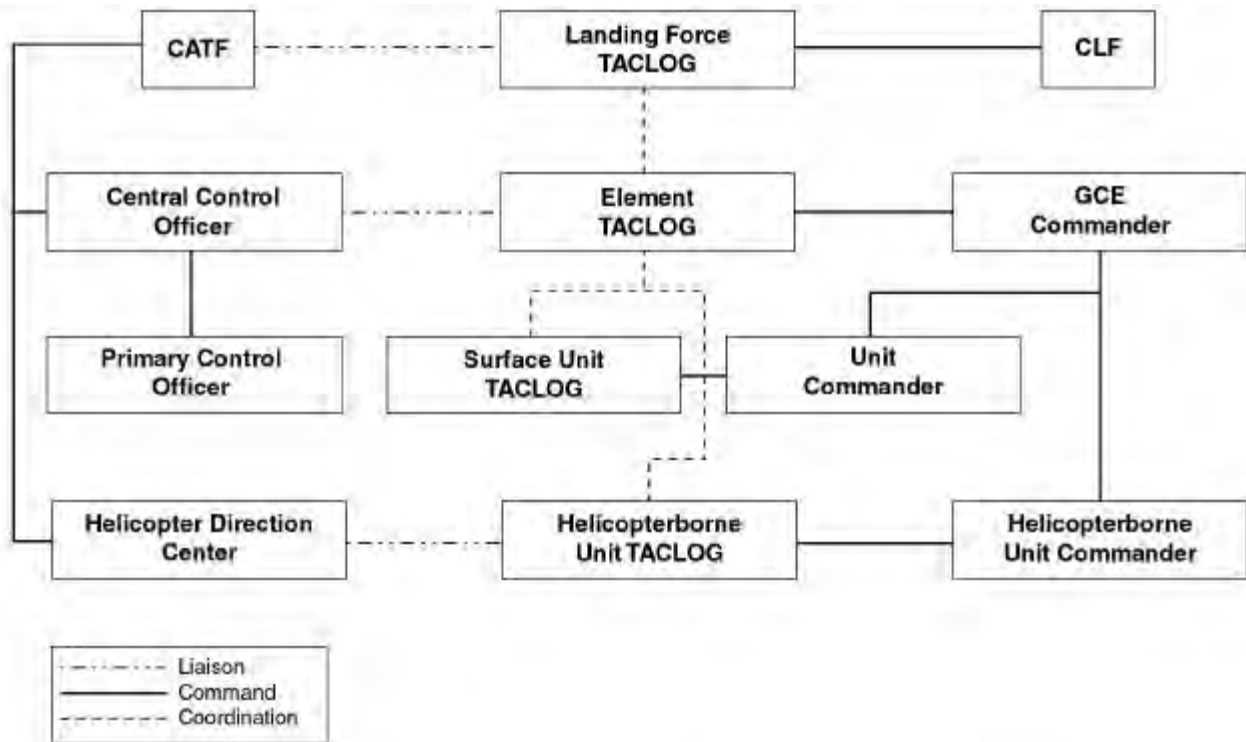 CATF
Landing Force
TACLOG
CLF
Central Control
Officer
Element
TACLOG
GCE
Commander
Primary Control
Officer
Surface Unit
TACLOG
Unit
Commander
Helicopter Direction
Center
Helicopterborne
Unit TACLOG
Helicopterborne
Unit Commander
Liaison
Command
Coordination